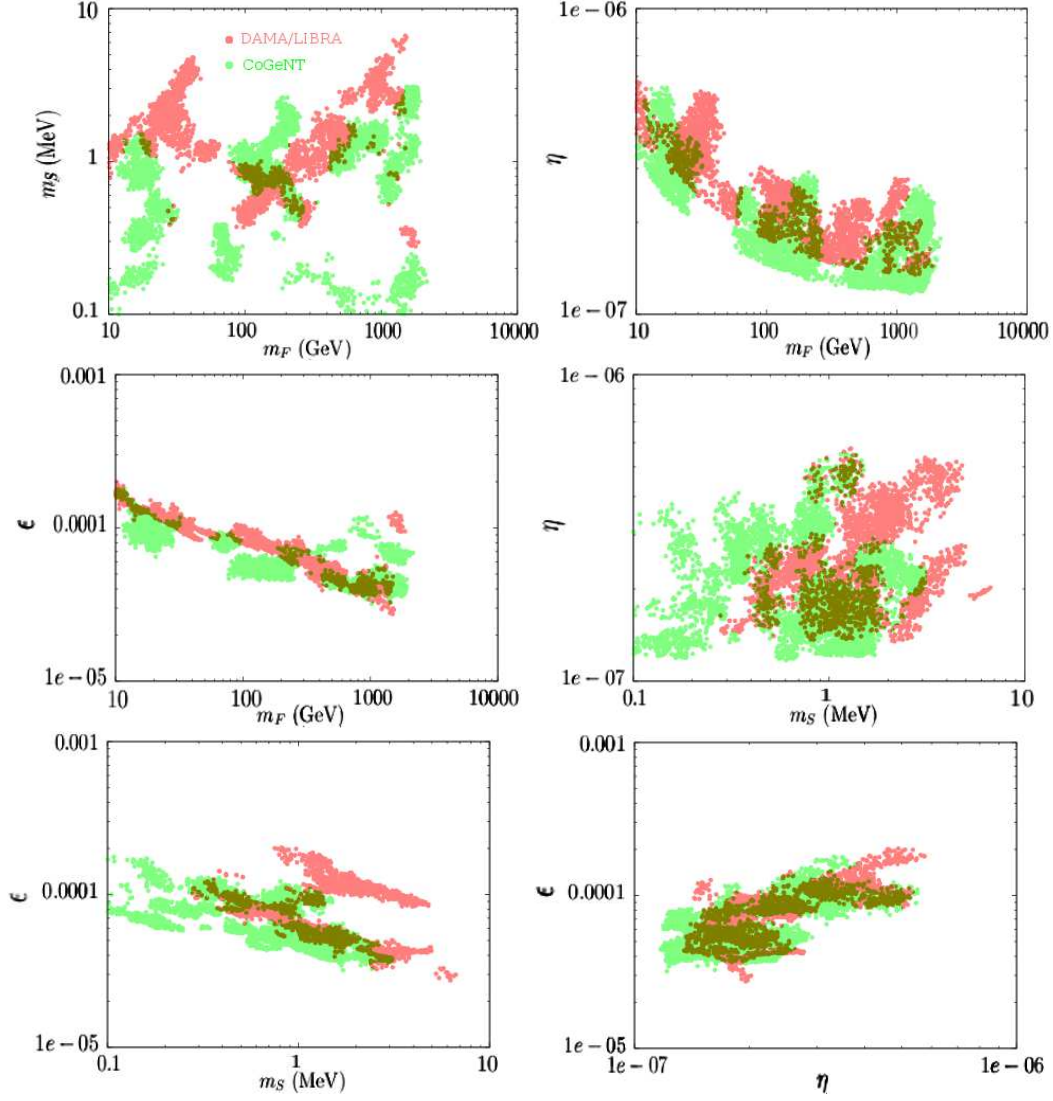 10
DAMA/LIBRA
CoGeNT
m_S (MeV)
1
0.1
10 100 1000 10000
m_F (GeV)
1e − 06
η
1e − 07
10 100 1000 10000
m_F (GeV)
0.001
ϵ
0.0001
1e − 05
10 100 1000 10000
m_F (GeV)
1e − 06
η
1e − 07
0.1 1 10
m_S (MeV)
0.001
ϵ
0.0001
1e − 05
0.1 1 10
m_S (MeV)
0.001
ϵ
0.0001
1e − 05
1e − 07 1e − 06
η